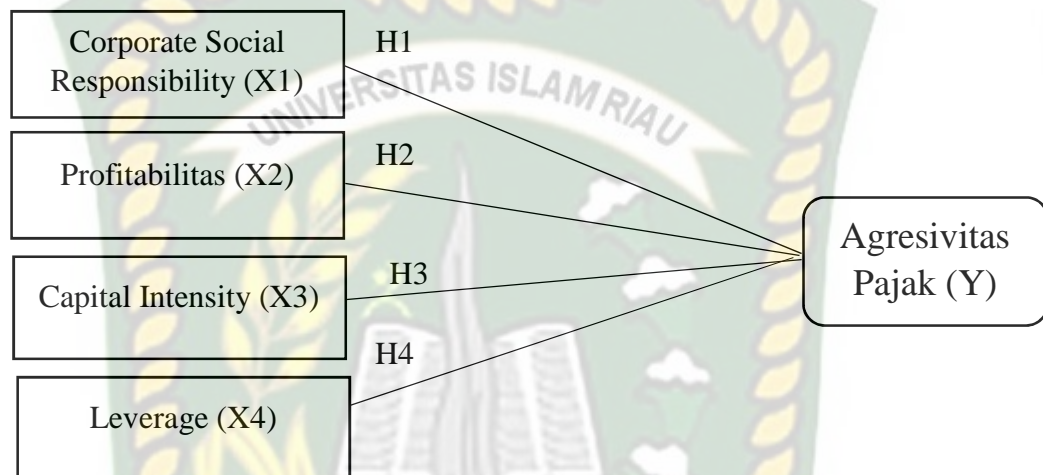 Corporate Social
Responsibility (X1)
H1
UNIVERSITAS ISLAM RIAU
Profitabilitas (X2)
H2
Agresivitas
Pajak (Y)
Capital Intensity (X3)
H3
H4
Leverage (X4)